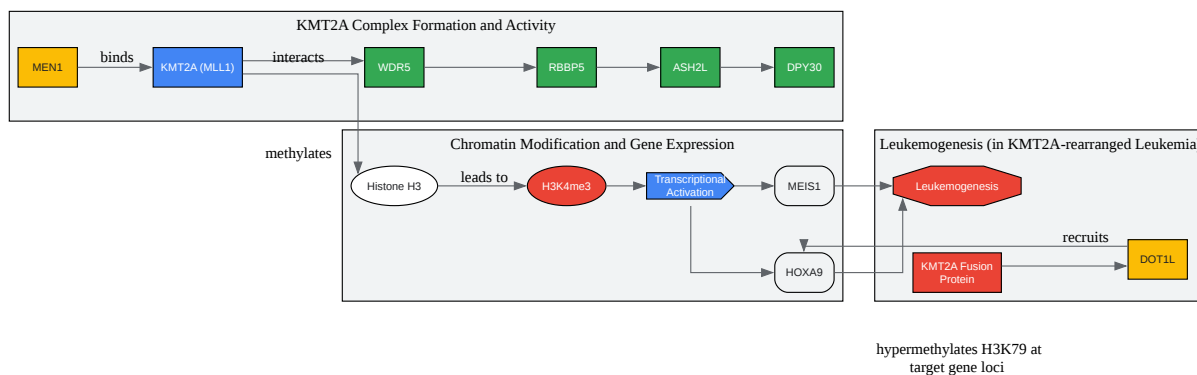 KMT2A Complex Formation and Activity
MEN1
binds
KMT2A (MLL1)
interacts
WDR5
RBBP5
ASH2L
DPY30
methylates
Chromatin Modification and Gene Expression
Histone H3
leads to
H3K4me3
Transcriptional
Activation
MEIS1
HOXA9
Leukemogenesis (in KMT2A-rearranged Leukemia
Leukemogenesis
recruits
KMT2A Fusion
Protein
DOT1L
hypermethylates H3K79 at
target gene loci